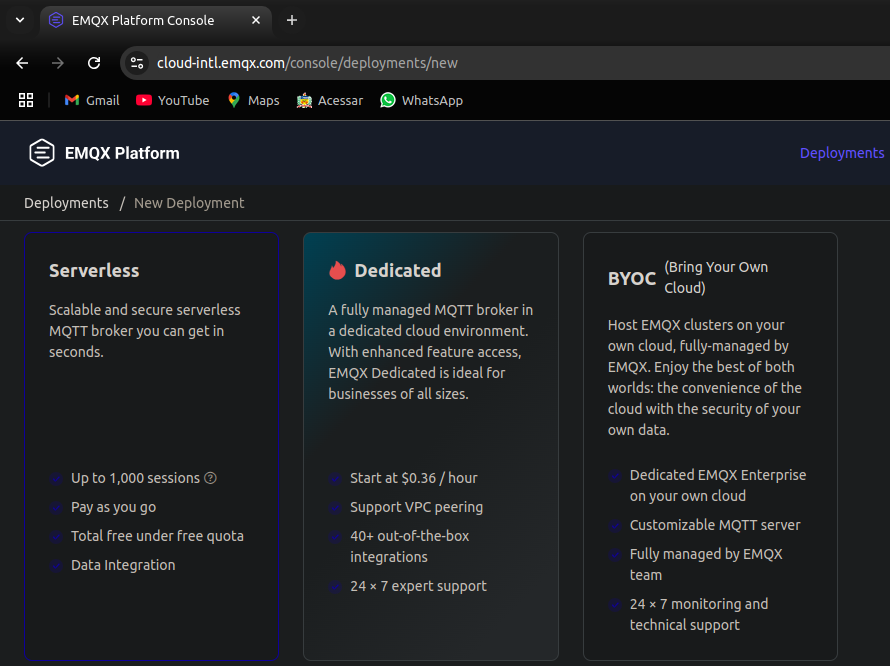 EMQX Platform Console
cloud-intl.emqx.com/console/deployments/new
Gmail YouTube Maps Acessar WhatsApp
EMQX Platform
Deployments
Deployments / New Deployment
Serverless
Scalable and secure serverless
MQTT broker you can get in
seconds.
Up to 1,000 sessions
Pay as you go
Total free under free quota
Data Integration
Dedicated
A fully managed MQTT broker in
a dedicated cloud environment.
With enhanced feature access,
EMQX Dedicated is ideal for
businesses of all sizes.
Start at $0.36 / hour
Support VPC peering
40+ out-of-the-box
integrations
24 × 7 expert support
BYOC (Bring Your Own
Cloud)
Host EMQX clusters on your
own cloud, fully-managed by
EMQX. Enjoy the best of both
worlds: the convenience of the
cloud with the security of your
own data.
Dedicated EMQX Enterprise
on your own cloud
Customizable MQTT server
Fully managed by EMQX
team
24 × 7 monitoring and
technical support